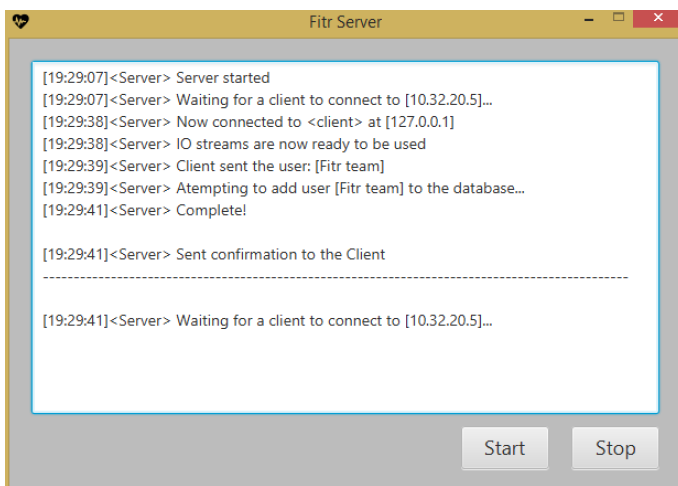 Fitr Server
[19:29:07]<Server> Server started
[19:29:07]<Server> Waiting for a client to connect to [10.32.20.5]...
[19:29:38]<Server> Now connected to <client> at [127.0.0.1]
[19:29:38]<Server> IO streams are now ready to be used
[19:29:39]<Server> Client sent the user: [Fitr team]
[19:29:39]<Server> Atempting to add user [Fitr team] to the database...
[19:29:41]<Server> Complete!
[19:29:41]<Server> Sent confirmation to the Client
------------------------------------------------------------------------------------------------
[19:29:41]<Server> Waiting for a client to connect to [10.32.20.5]...
Start Stop